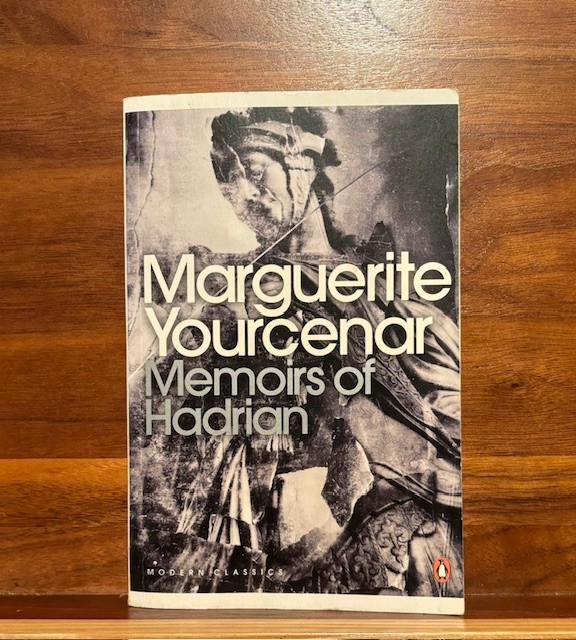 Marguerite
Yourcenar
Memoirs of
Hadrian
MODERN CLASSICS